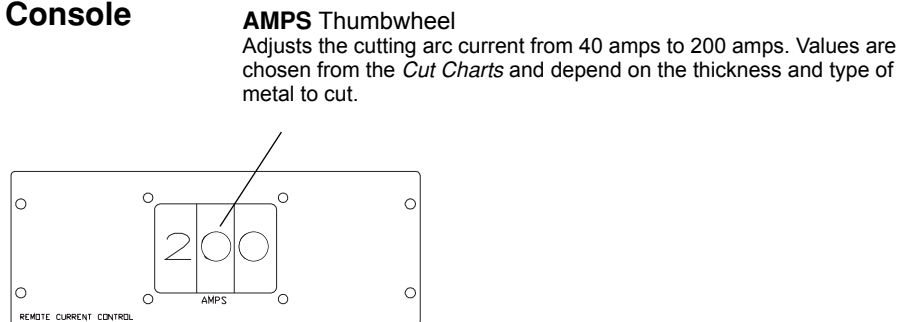 Console
AMPS Thumbwheel
Adjusts the cutting arc current from 40 amps to 200 amps. Values are
chosen from the Cut Charts and depend on the thickness and type of
metal to cut.
200
AMPS
REMOTE CURRENT CONTROL